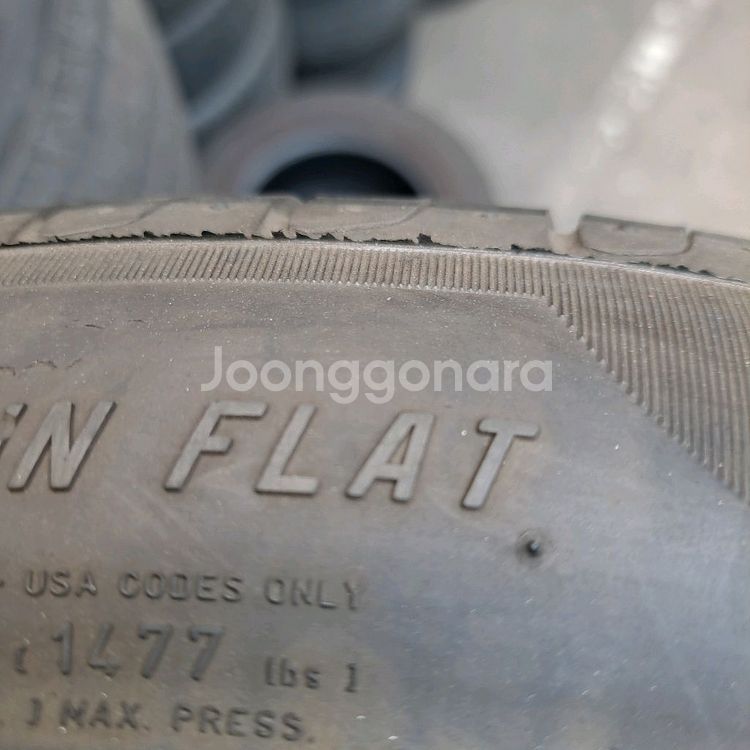 Joonggonara
FLAT
- USA CODES ONLY
1477 lbs )
) MAX. PRESS.